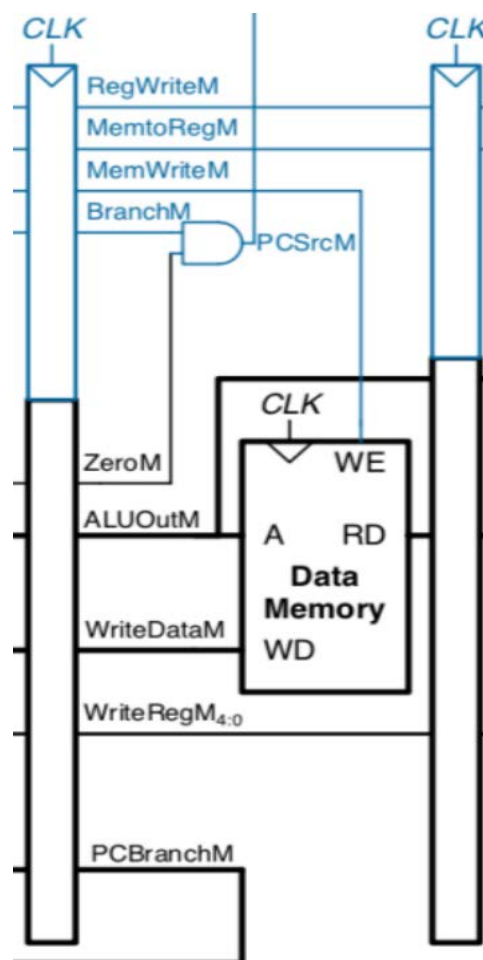 CLK
CLK
RegWriteM
MemtoRegM
MemWriteM
BranchM
PCSrcM
CLK
ZeroM
WE
ALUOutM
A
RD
Data
Memory
WriteDataM
WD
WriteRegM4:0
PCBranchM